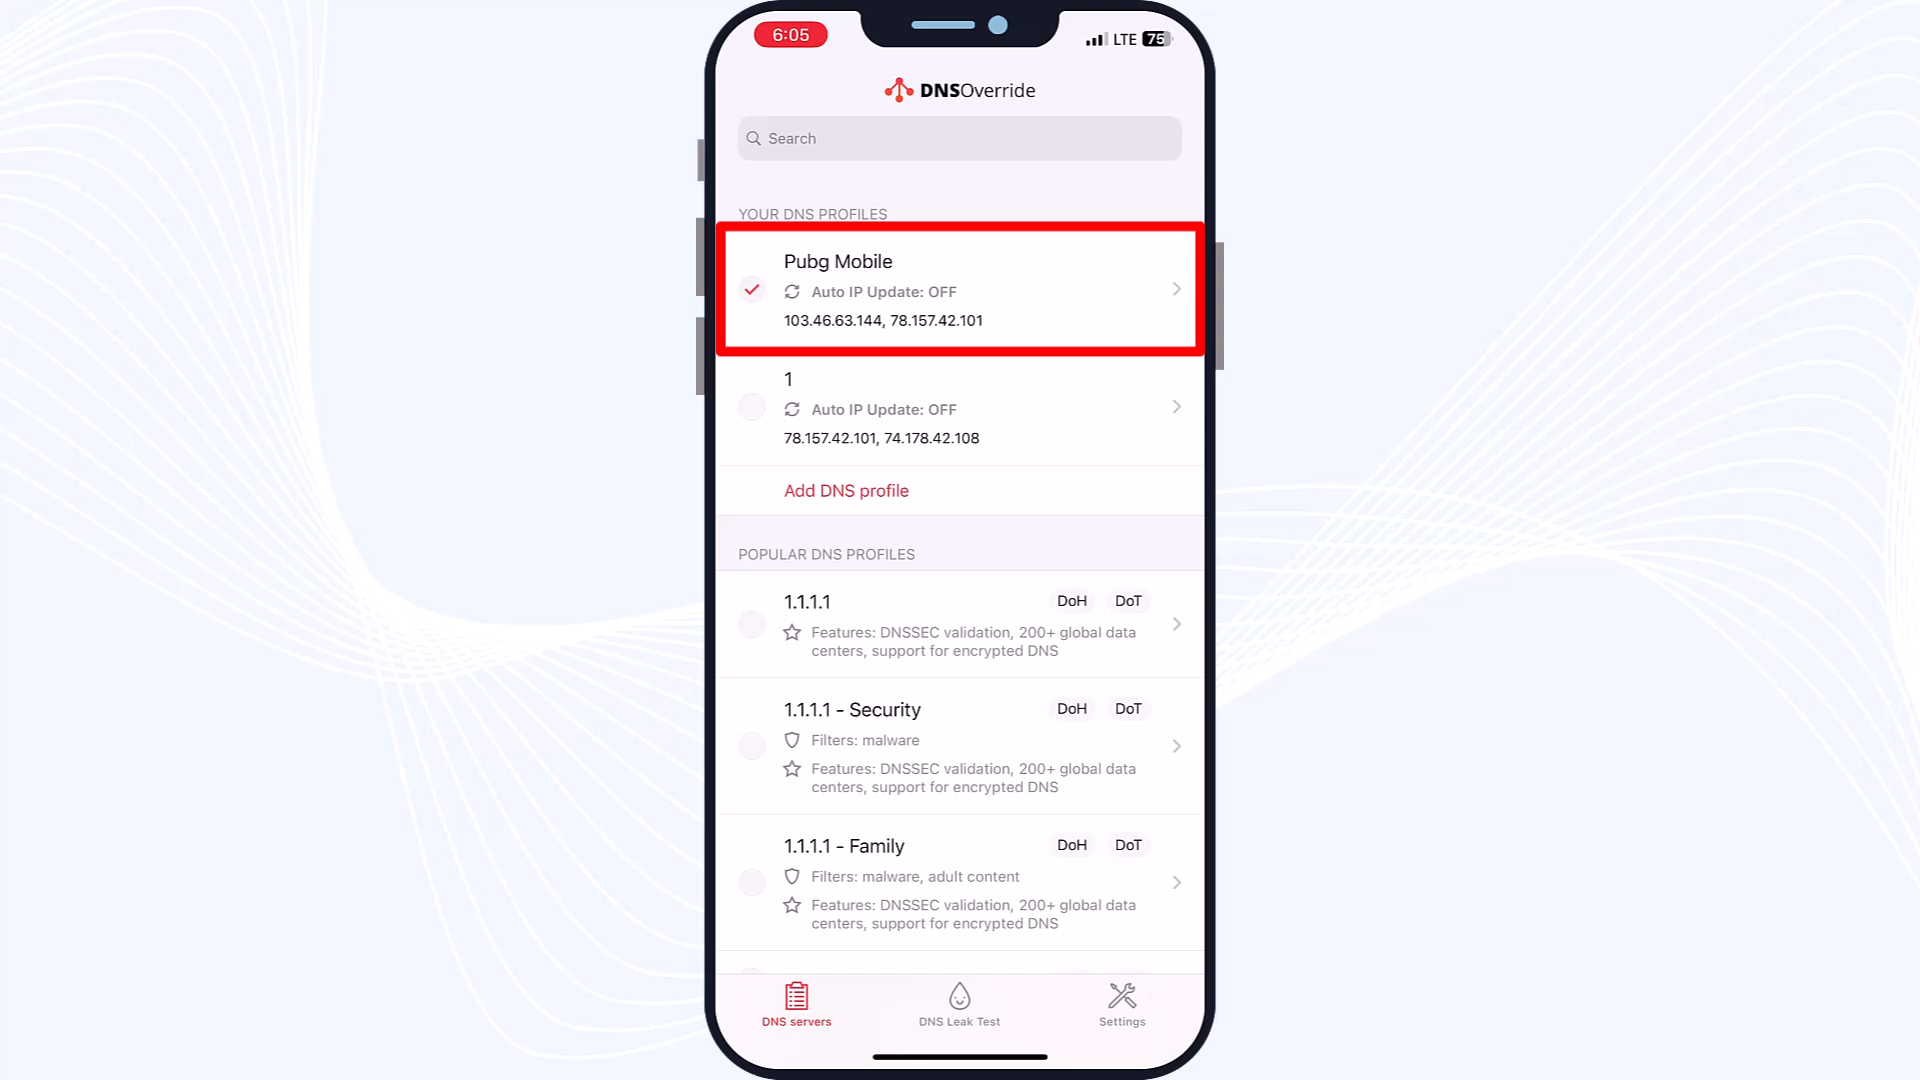 6:05
LTE 75
DNSOverride
Search
YOUR DNS PROFILES
Pubg Mobile
Auto IP Update: OFF
103.46.63.144, 78.157.42.101
1
Auto IP Update: OFF
78.157.42.101, 74.178.42.108
Add DNS profile
POPULAR DNS PROFILES
1.1.1.1 DoH DoT
Features: DNSSEC validation, 200+ global data
centers, support for encrypted DNS
1.1.1.1 - Security DoH DoT
Filters: malware
Features: DNSSEC validation, 200+ global data
centers, support for encrypted DNS
1.1.1.1 - Family DoH DoT
Filters: malware, adult content
Features: DNSSEC validation, 200+ global data
centers, support for encrypted DNS
DNS servers DNS Leak Test Settings